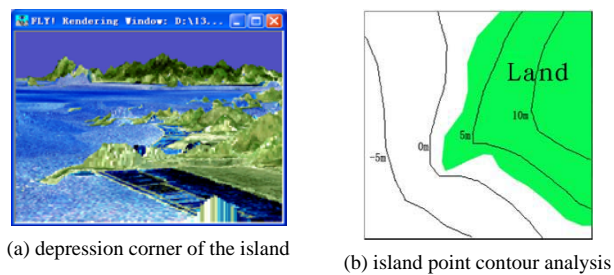 FLY! Rendering Window: D:\13...
Land
10m
5m
0m
-5m
(a) depression corner of the island
(b) island point contour analysis